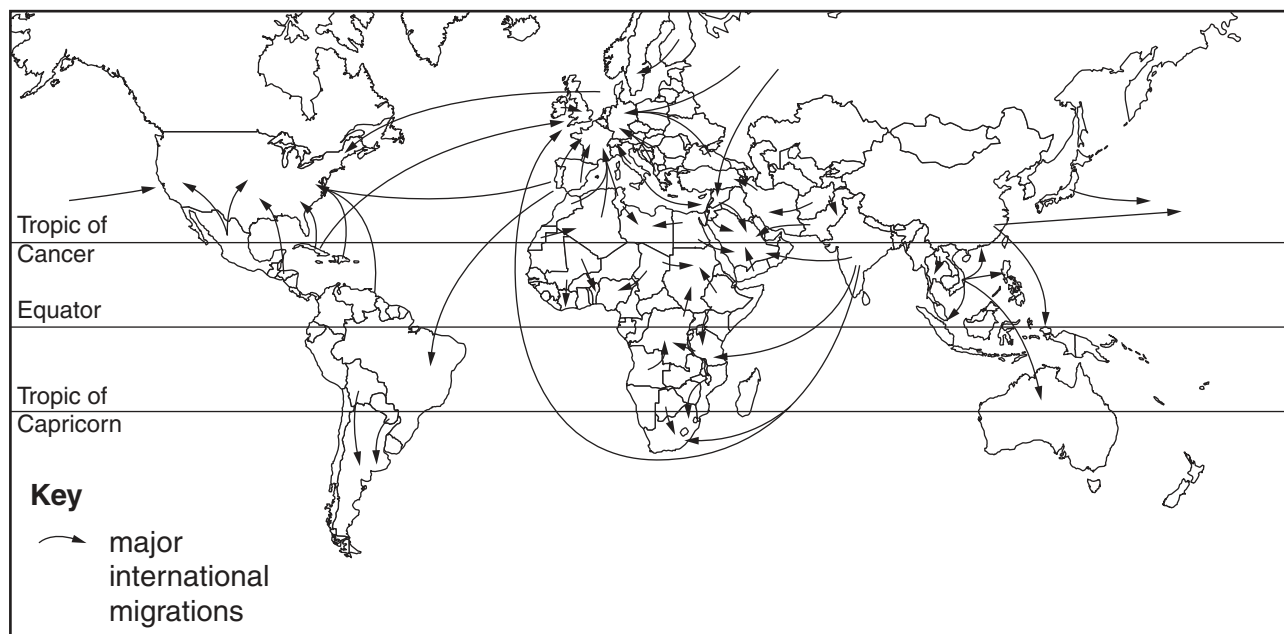 Tropic of
Cancer
Equator
Tropic of
Capricorn
Key
major
international
migrations